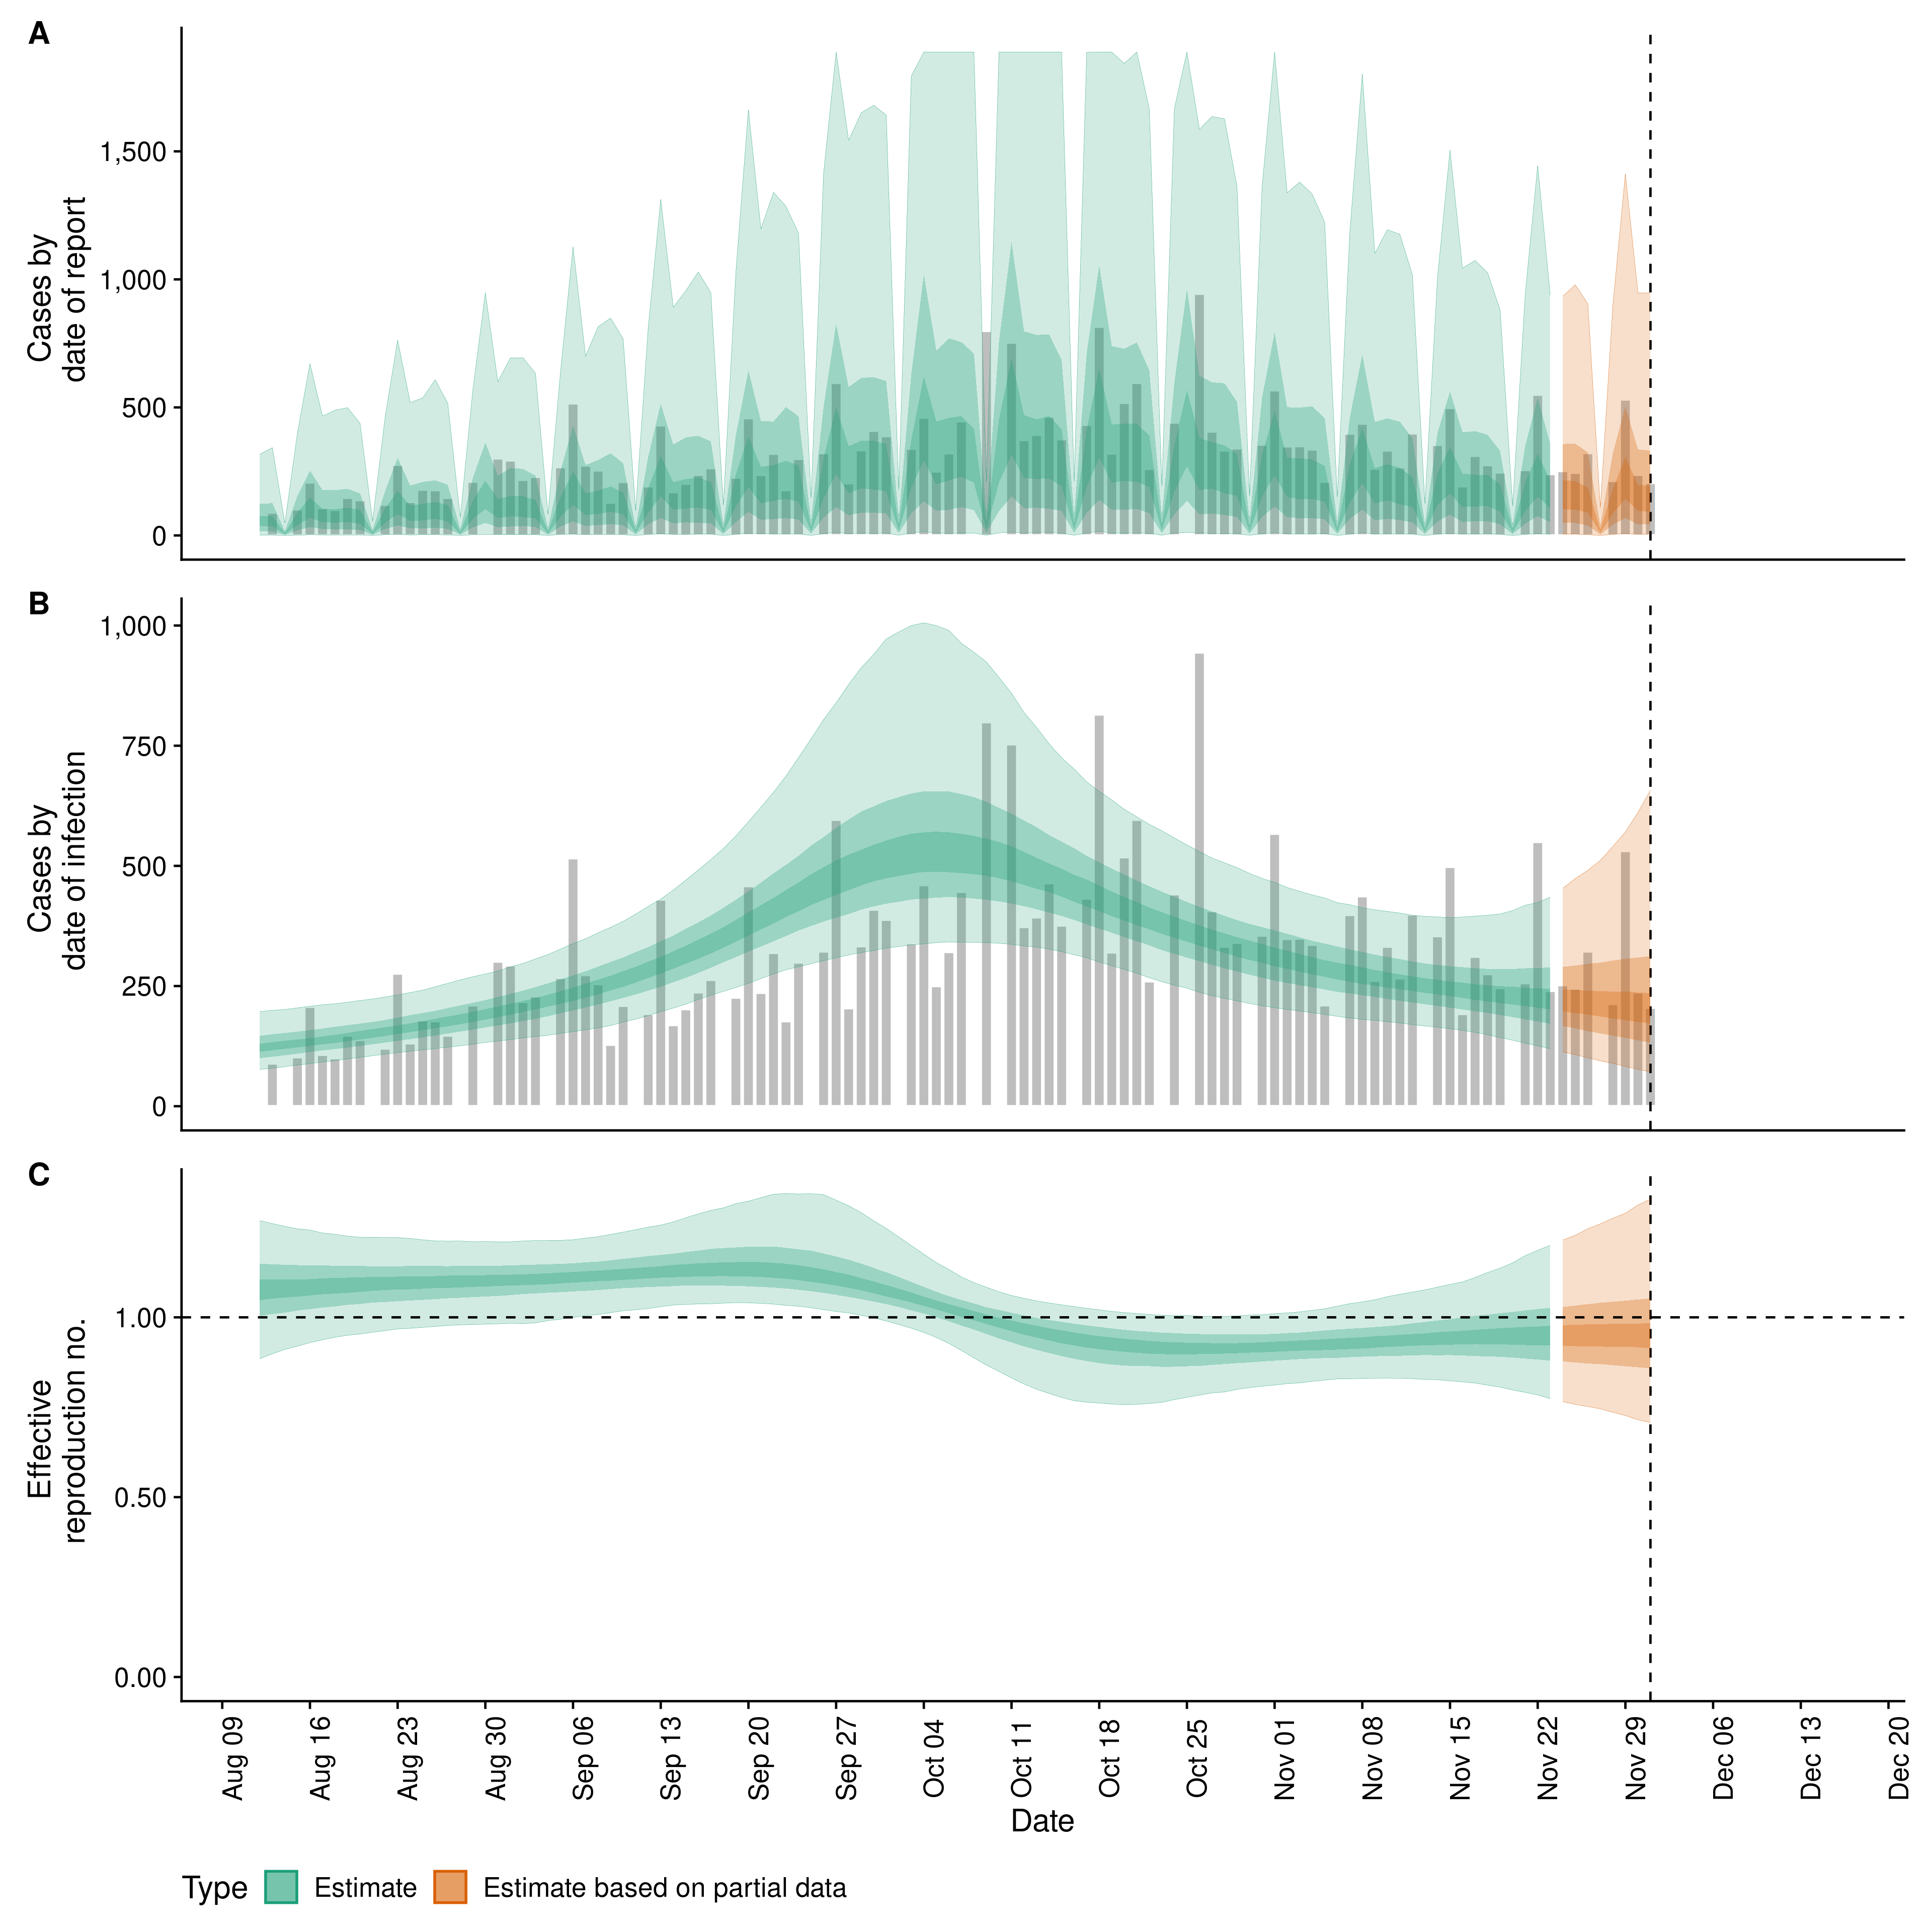 A
Cases by
date of report
1,500
1,000
500
0
B
Cases by
date of infection
1,000
750
500
250
0
C
Effective
reproduction no.
1.00
0.50
0.00
Aug 09
Aug 16
Aug 23
Aug 30
Sep 06
Sep 13
Sep 20
Sep 27
Oct 04
Oct 11
Oct 18
Oct 25
Nov 01
Nov 08
Nov 15
Nov 22
Nov 29
Dec 06
Dec 13
Dec 20
Date
Type Estimate Estimate based on partial data